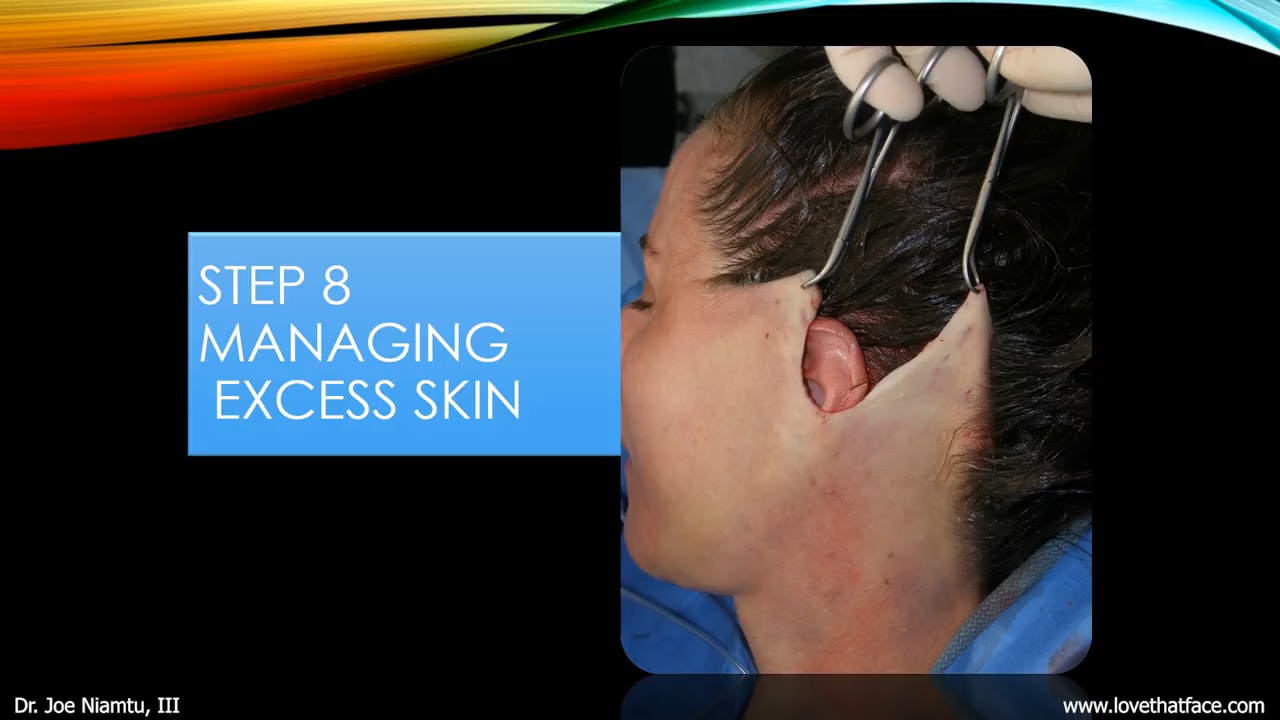 STEP 8
MANAGING
EXCESS SKIN
Dr. Joe Niamtu, III
www.lovethatface.com